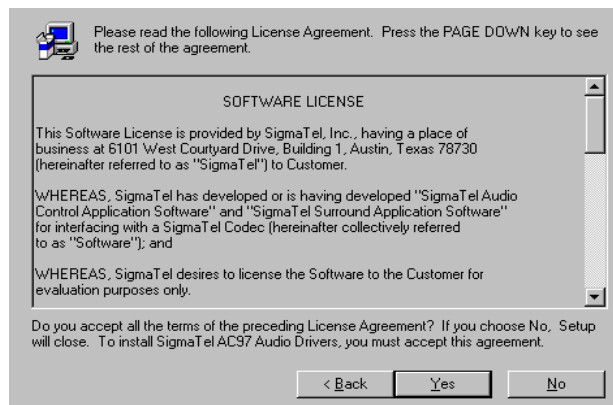 Please read the following License Agreement. Press the PAGE DOWN key to see
the rest of the agreement.
SOFTWARE LICENSE
This Software License is provided by SigmaTel, Inc., having a place of
business at 6101 West Courtyard Drive, Building 1, Austin, Texas 78730
(hereinafter referred to as "SigmaTel") to Customer.
WHEREAS, SigmaTel has developed or is having developed "SigmaTel Audio
Control Application Software" and "SigmaTel Surround Application Software"
for interfacing with a SigmaTel Codec (hereinafter collectively referred
to as "Software"); and
WHEREAS, SigmaTel desires to license the Software to the Customer for
evaluation purposes only.
Do you accept all the terms of the preceding License Agreement? If you choose No, Setup
will close. To install SigmaTel AC97 Audio Drivers, you must accept this agreement.
< Back Yes No